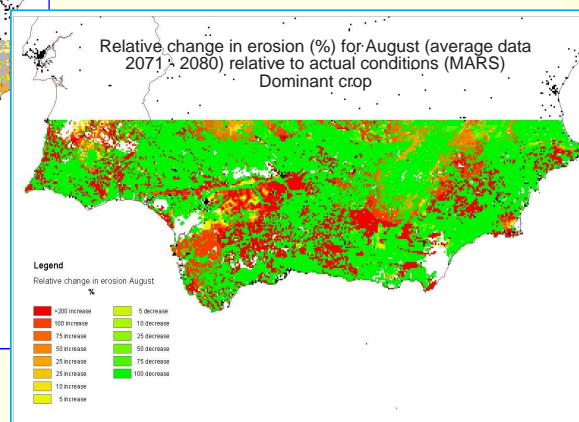 Relative change in erosion (%) for August (average data
2071 - 2080) relative to actual conditions (MARS)
Dominant crop
Legend
Relative change in erosion August
%
>200 increase
100 increase
75 increase
50 increase
25 increase
25 increase
10 increase
5 increase
5 decrease
10 decrease
25 decrease
50 decrease
75 decrease
100 decrease